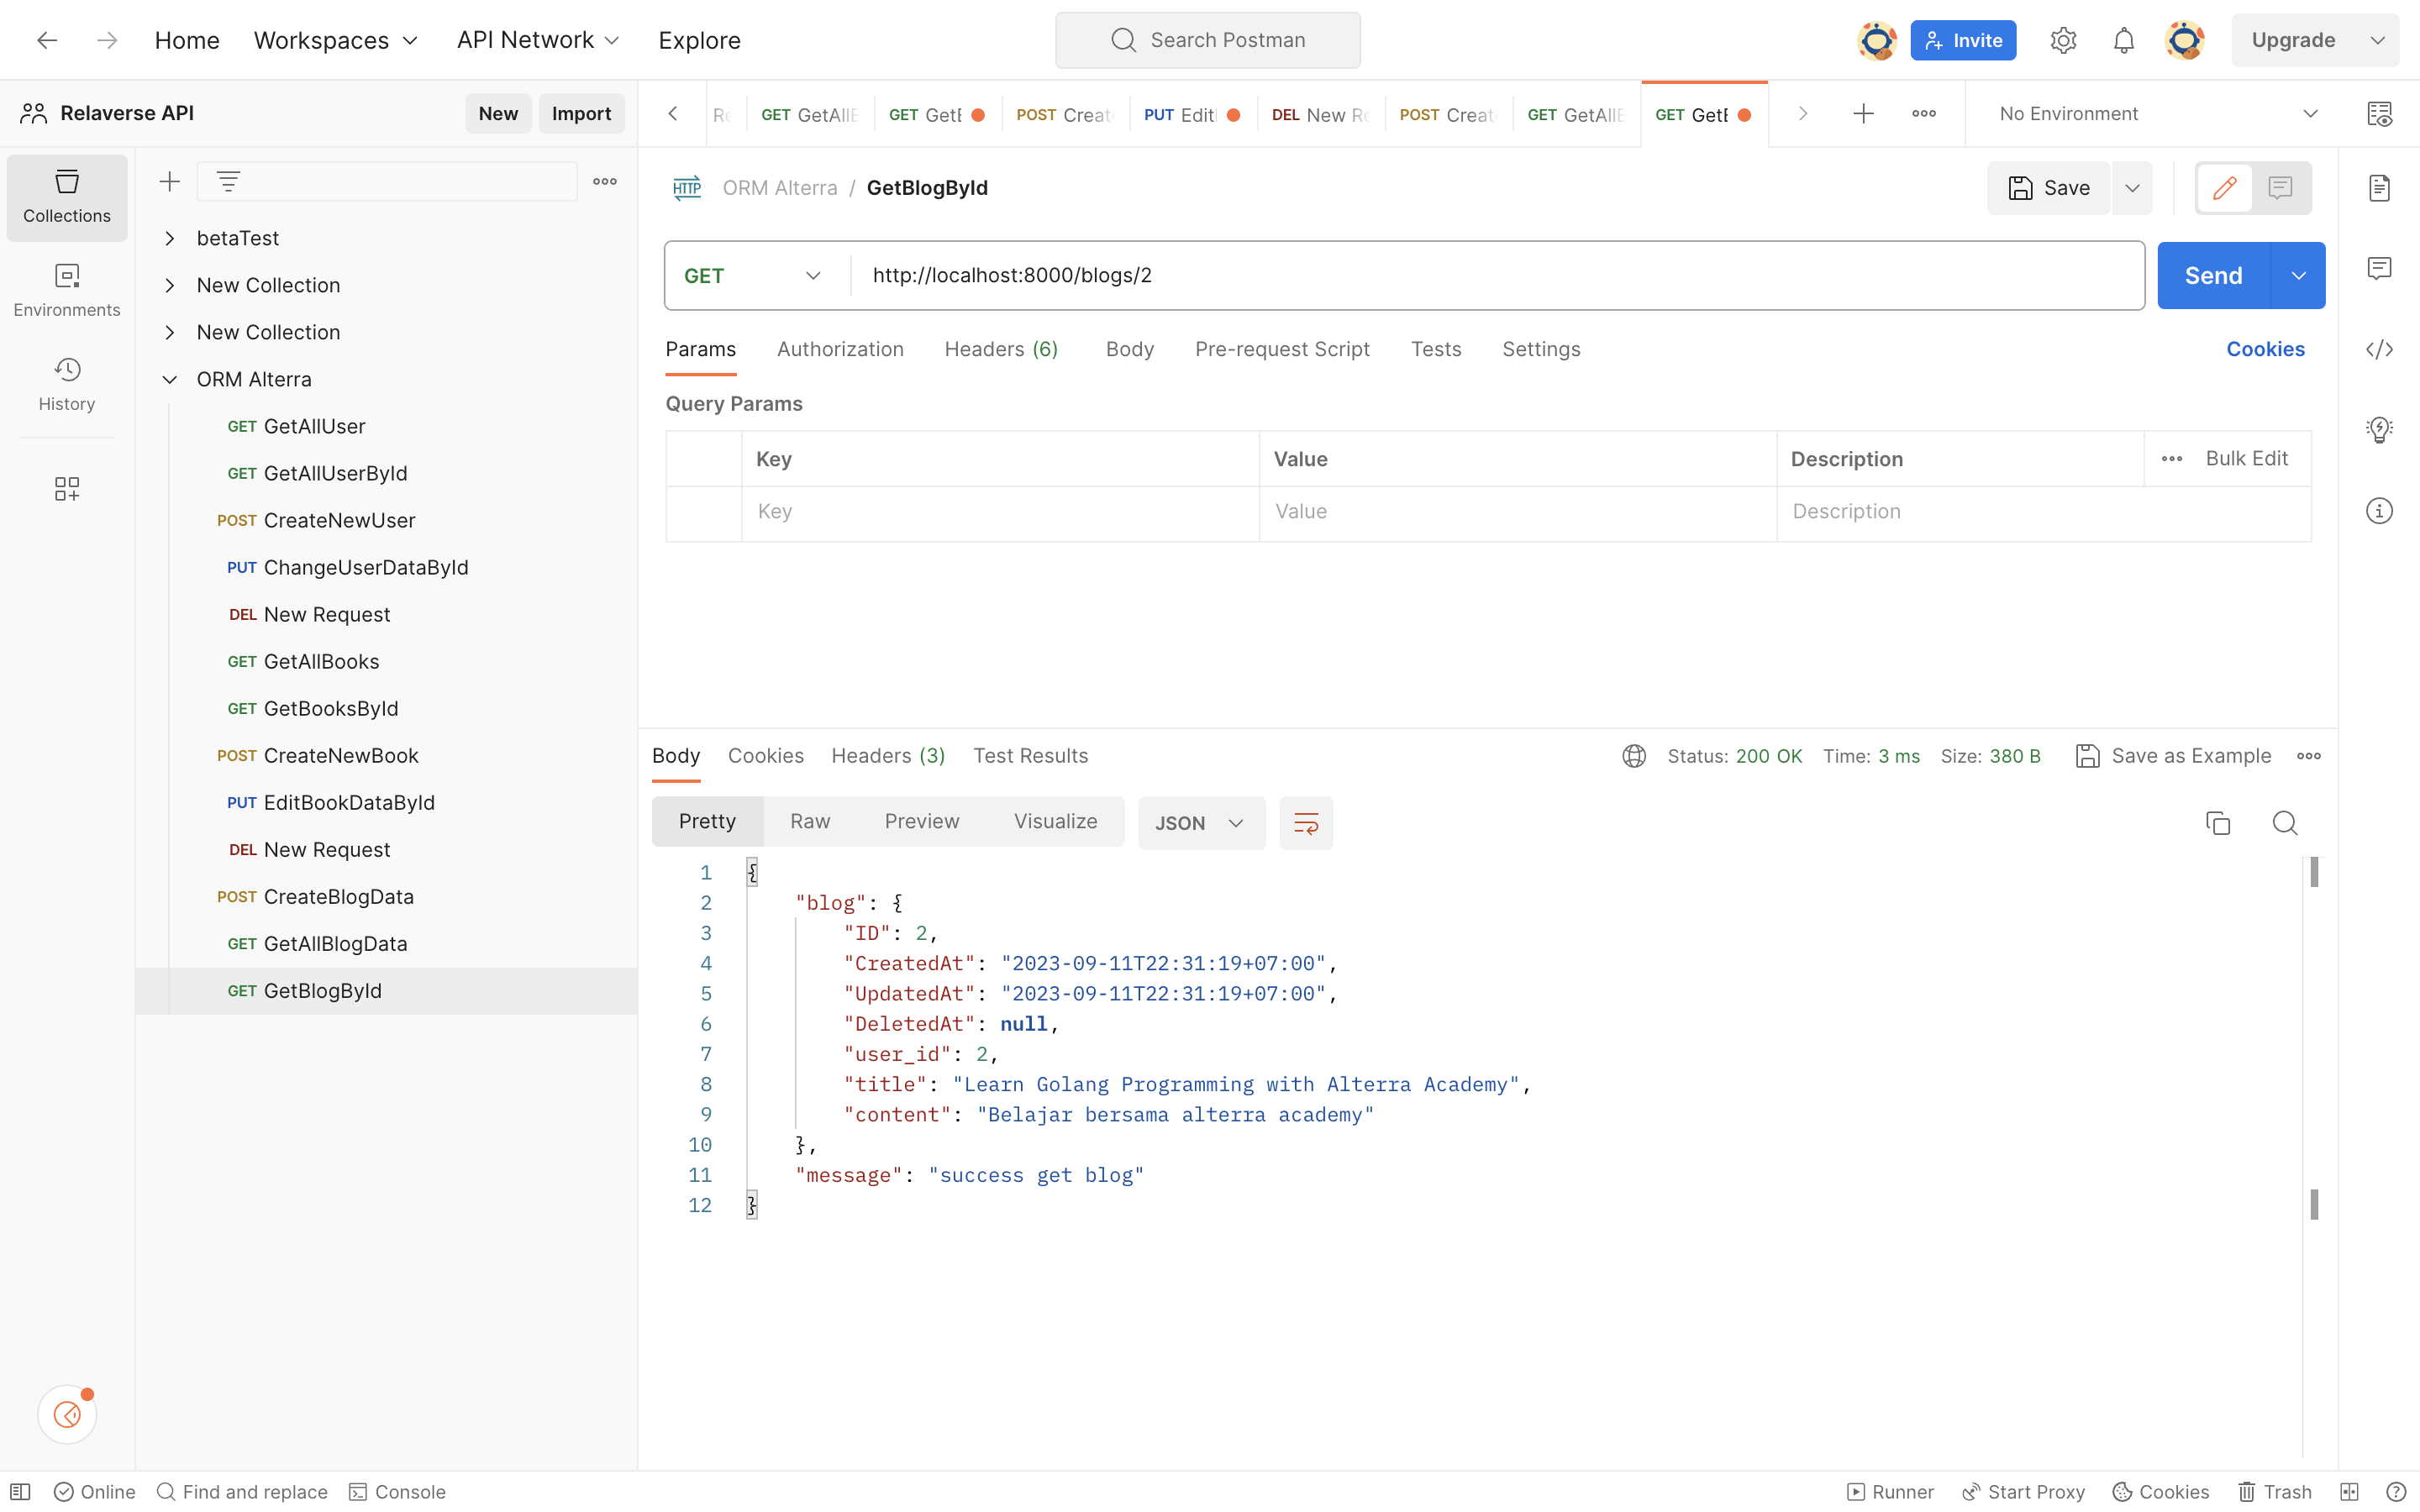 Home Workspaces API Network Explore Search Postman Invite Upgrade
Relaverse API New Import
GET GetAllE GET GetE POST Creat PUT Edit DEL New Re POST Creat GET GetAllE GET GetE No Environment
Collections
Environments
History
betaTest
New Collection
New Collection
ORM Alterra
GET GetAllUser
GET GetAllUserById
POST CreateNewUser
PUT ChangeUserDataById
DEL New Request
GET GetAllBooks
GET GetBooksById
POST CreateNewBook
PUT EditBookDataById
DEL New Request
POST CreateBlogData
GET GetAllBlogData
GET GetBlogById
HTTP ORM Alterra / GetBlogById Save
GET http://localhost:8000/blogs/2 Send
Params Authorization Headers (6) Body Pre-request Script Tests Settings Cookies
Query Params
Key Value Description Bulk Edit
Key Value Description
Body Cookies Headers (3) Test Results Status: 200 OK Time: 3 ms Size: 380 B Save as Example
Pretty Raw Preview Visualize JSON
1 {
2 "blog": {
3 "ID": 2,
4 "CreatedAt": "2023-09-11T22:31:19+07:00",
5 "UpdatedAt": "2023-09-11T22:31:19+07:00",
6 "DeletedAt": null,
7 "user_id": 2,
8 "title": "Learn Golang Programming with Alterra Academy",
9 "content": "Belajar bersama alterra academy"
10 },
11 "message": "success get blog"
12 }
Online Find and replace Console Runner Start Proxy Cookies Trash